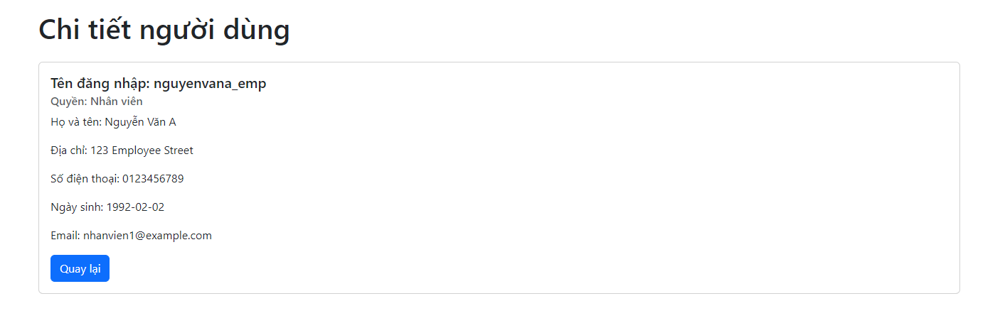 Chi tiết người dùng
Tên đăng nhập: nguyenvana_emp
Quyền: Nhân viên
Họ và tên: Nguyễn Văn A
Địa chỉ: 123 Employee Street
Số điện thoại: 0123456789
Ngày sinh: 1992-02-02
Email: nhanvien1@example.com
Quay lại